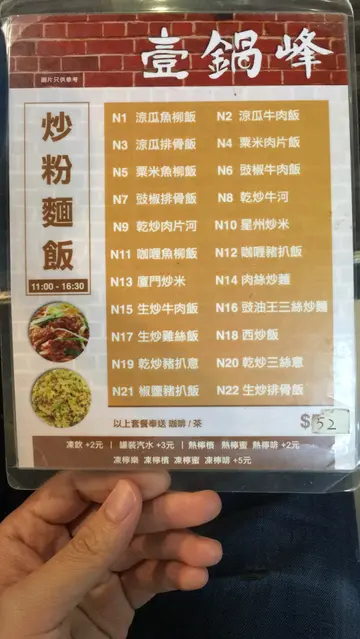 壹鍋峰
圖片只供參考
炒粉麵飯
11:00 - 16:30
N1 涼瓜魚柳飯 N2 涼瓜牛肉飯
N3 涼瓜排骨飯 N4 粟米肉片飯
N5 粟米魚柳飯 N6 豉椒牛肉飯
N7 豉椒排骨飯 N8 乾炒牛河
N9 乾炒肉片河 N10 星州炒米
N11 咖喱魚柳飯 N12 咖喱豬扒飯
N13 廈門炒米 N14 肉絲炒麵
N15 生炒牛肉飯 N16 豉油王三絲炒麵
N17 生炒雞絲飯 N18 西炒飯
N19 乾炒豬扒意 N20 乾炒三絲意
N21 椒鹽豬扒飯 N22 生炒排骨飯
以上套餐奉送 咖啡 / 茶
$52
凍飲 +2元 | 罐裝汽水 +3元 | 熱檸檬 熱檸蜜 熱檸啡 +2元
凍檸樂 凍檸檬 凍檸蜜 凍檸啡 +5元